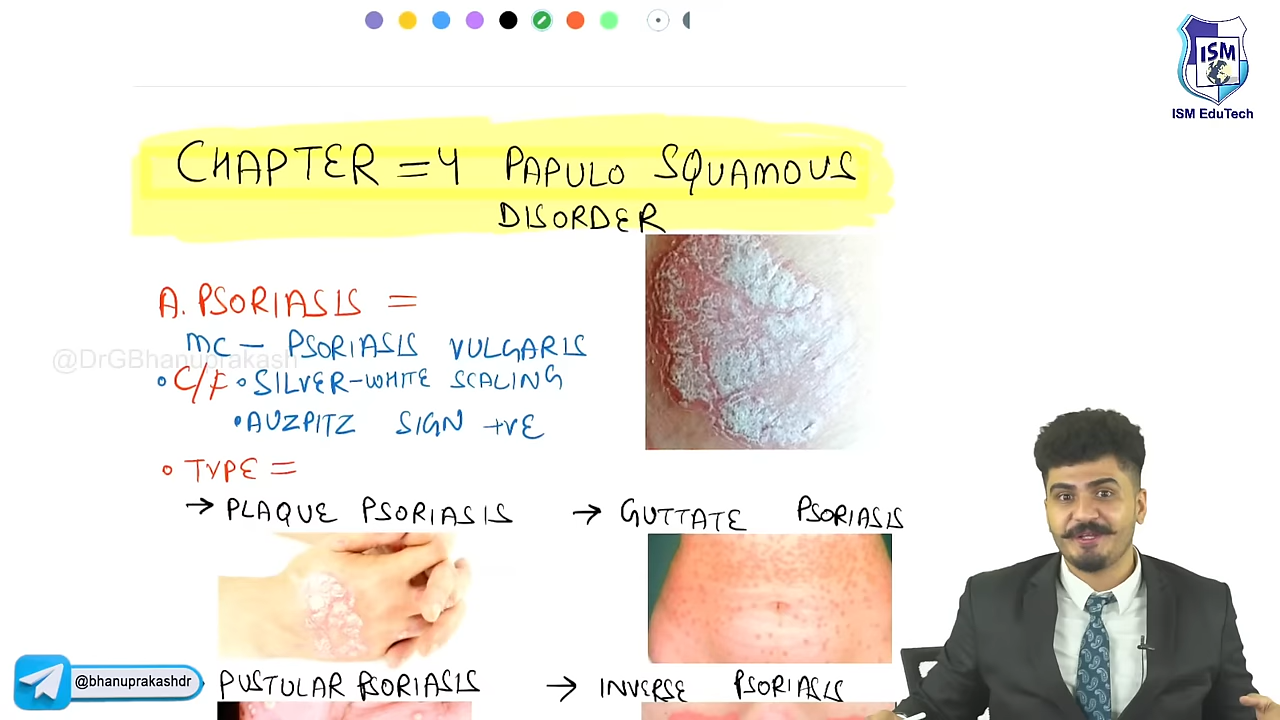 ISM
ISM EduTech
CHAPTER = 4 PAPULO SQUAMOUS
DISORDER
A. PSORIASIS =
MC – PSORIASIS VULGARIS
@DrGBhanuprakash
• C/F • SILVER-WHITE SCALING
• AUZPITZ SIGN +VE
• TYPE =
→ PLAQUE PSORIASIS → GUTTATE PSORIASIS
@bhanuprakashdr
PUSTULAR PSORIASIS → INVERSE PSORIASIS